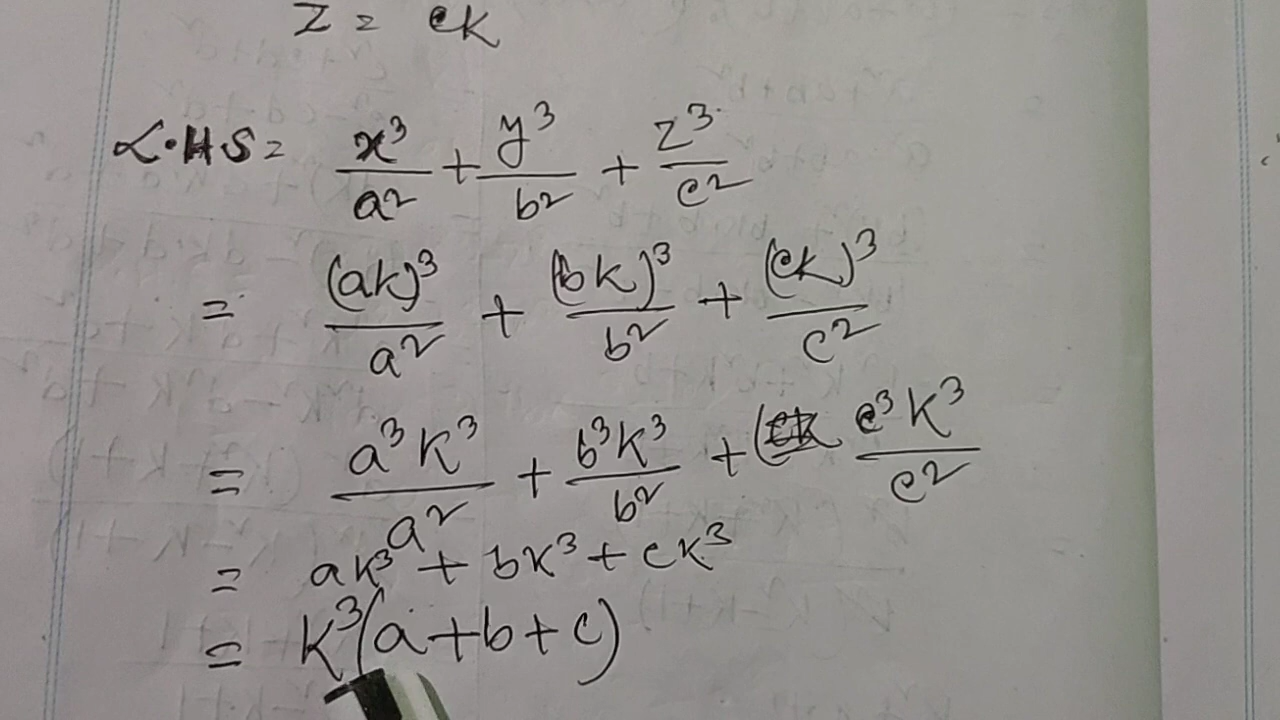 z = ck
L.HS = x³/a² + y³/b² + z³/c²
= (ak)³/a² + (bk)³/b² + (ck)³/c²
= a³k³/a² + b³k³/b² + c³k³/c²
= ak³ + bk³ + ck³
= k³(a+b+c)